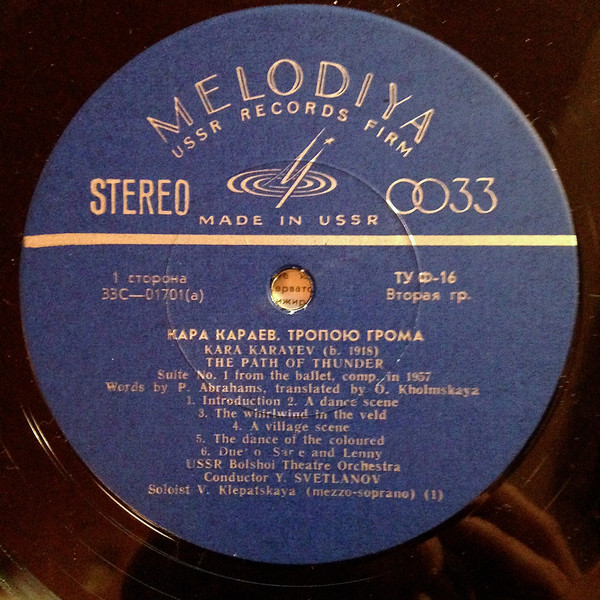 MELODIYA
USSR RECORDS FIRM
STEREO
33
MADE IN USSR
1 сторона
33С—01701(а)
ТУ Ф-16
Вторая гр.
КАРА КАРАЕВ. ТРОПОЮ ГРОМА
KARA KARAYEV (b. 1918)
THE PATH OF THUNDER
Suite No. 1 from the ballet, comp. in 1957
Words by P. Abrahams, translated by O. Kholmskaya
1. Introduction 2. A dance scene
3. The whirlwind in the veld
4. A village scene
5. The dance of the coloured
6. and Lenny
USSR Bolshoi Theatre Orchestra
Conductor Y. SVETLANOV
Soloist V. Klepatskaya (mezzo-soprano) (1)